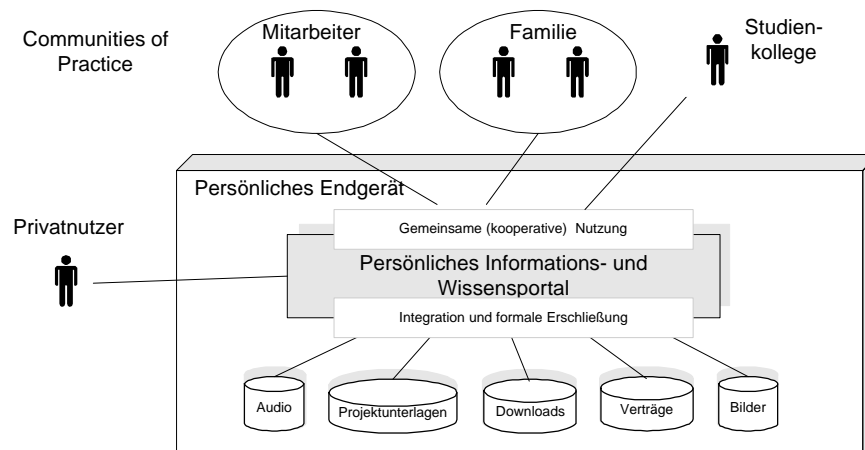 Communities of
Practice
Mitarbeiter
Familie
Studien-
kollege
Persönliches Endgerät
Privatnutzer
Gemeinsame (kooperative) Nutzung
Persönliches Informations- und
Wissensportal
Integration und formale Erschließung
Audio
Projektunterlagen
Downloads
Verträge
Bilder